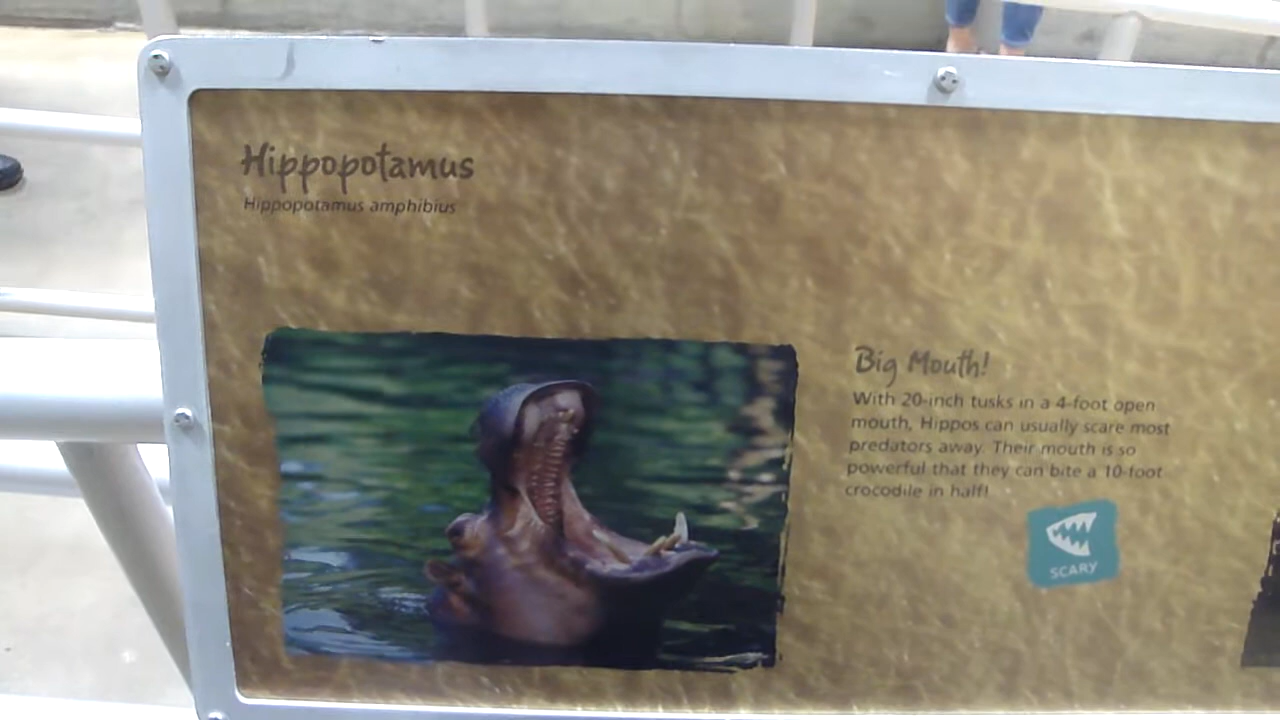 Hippopotamus
Hippopotamus amphibius
Big Mouth!
With 20-inch tusks in a 4-foot open
mouth, Hippos can usually scare most
predators away. Their mouth is so
powerful that they can bite a 10-foot
crocodile in half!
SCARY